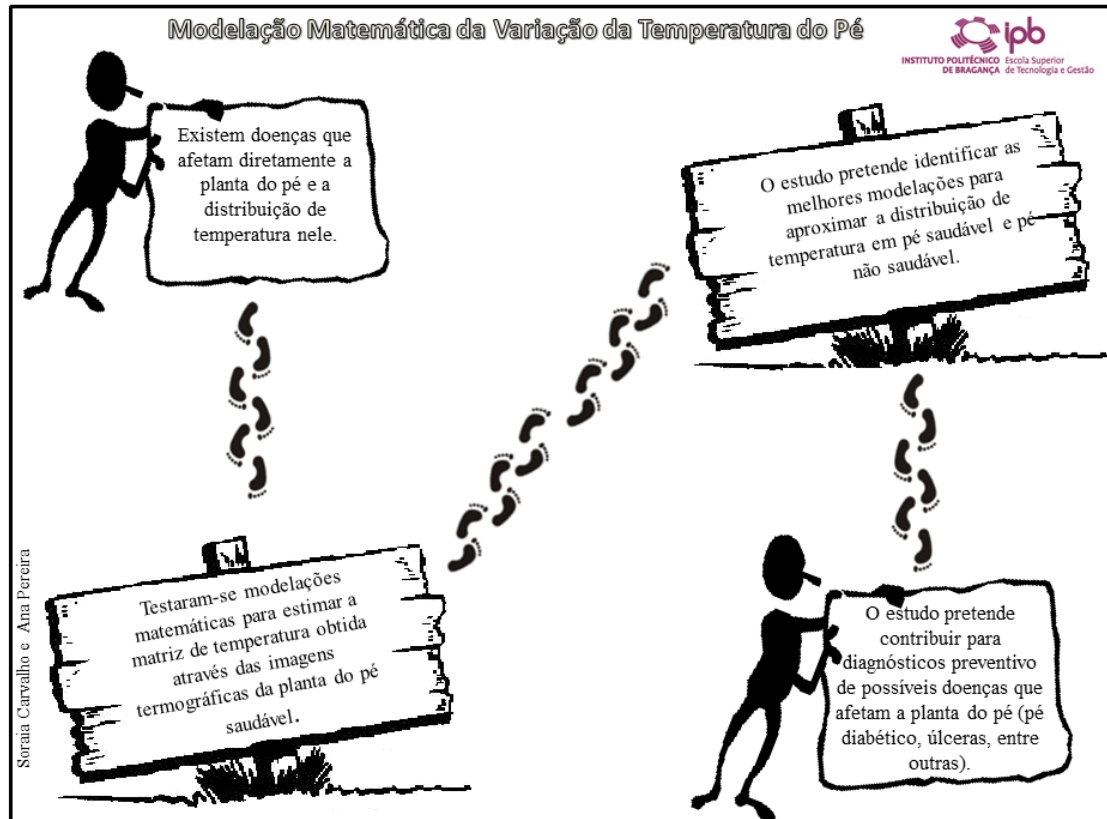 Modelação Matemática da Variação da Temperatura do Pé
ipb
INSTITUTO POLITÉCNICO
DE BRAGANÇA
Escola Superior
de Tecnologia e Gestão
Existem doenças que
afetam diretamente a
planta do pé e a
distribuição de
temperatura nele.
Testaram-se modelações
matemáticas para estimar a
matriz de temperatura obtida
através das imagens
termográficas da planta do pé
saudável.
O estudo pretende identificar as
melhores modelações para
aproximar a distribuição de
temperatura em pé saudável e pé
não saudável.
O estudo pretende
contribuir para
diagnósticos preventivo
de possíveis doenças que
afetam a planta do pé (pé
diabético, úlceras, entre
outras).
Soraia Carvalho e Ana Pereira